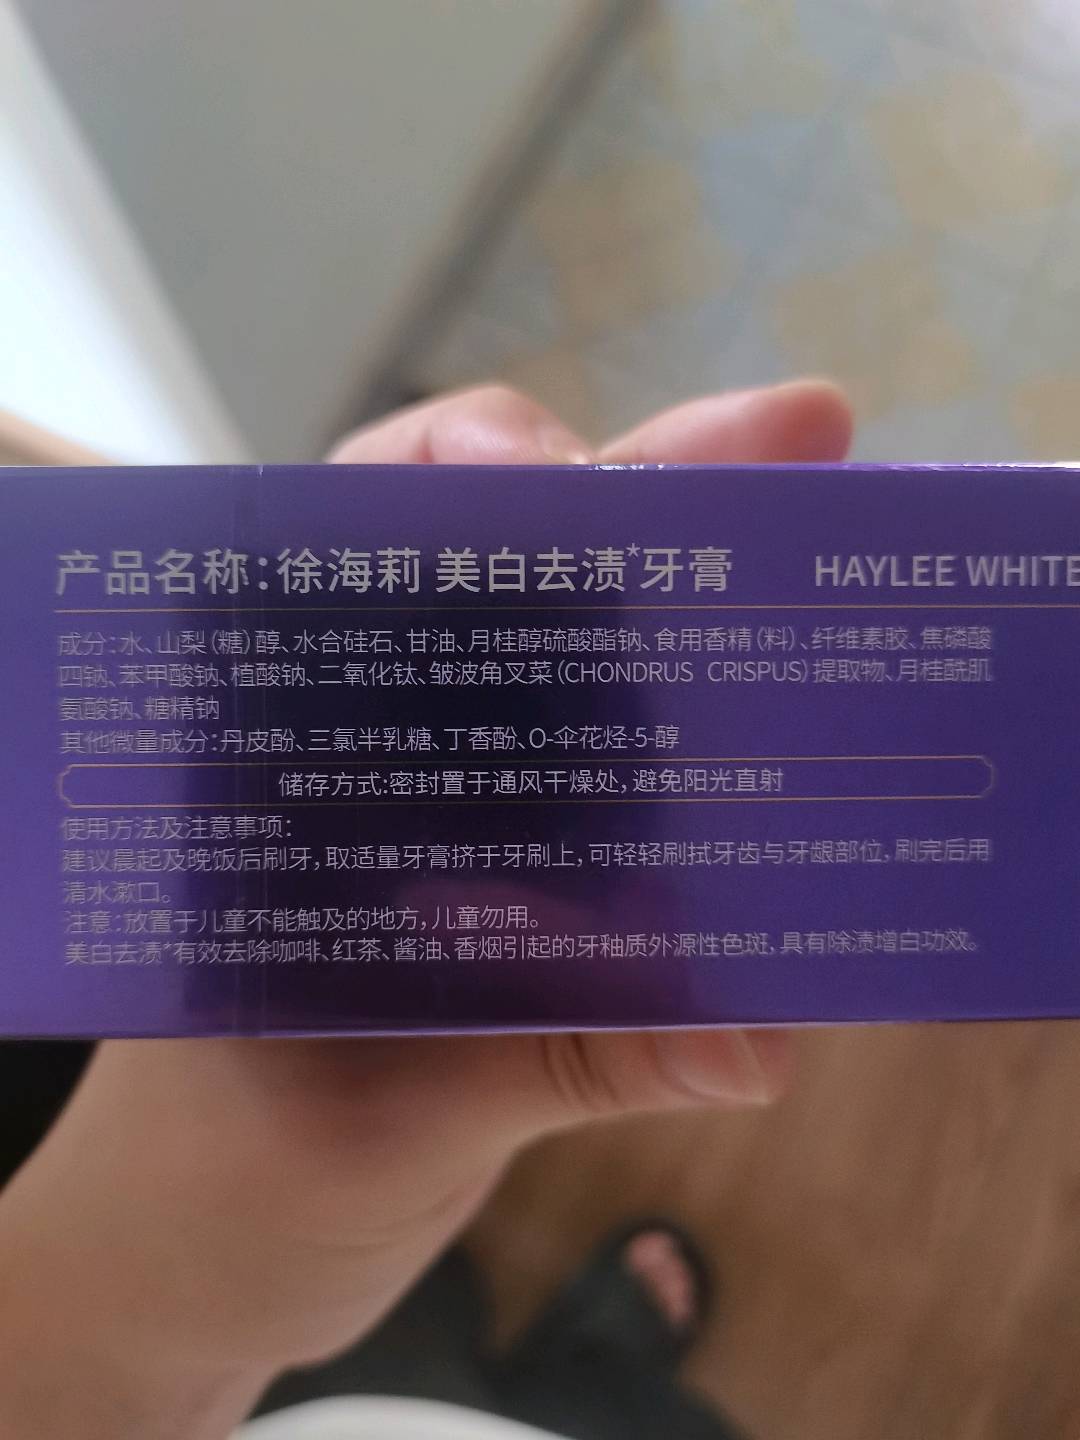 产品名称:徐海莉 美白去渍*牙膏 HAYLEE WHITE
成分:水、山梨(糖)醇、水合硅石、甘油、月桂醇硫酸酯钠、食用香精(料)、纤维素胶、焦磷酸
四钠、苯甲酸钠、植酸钠、二氧化钛、皱波角叉菜(CHONDRUS CRISPUS)提取物、月桂酰肌
氨酸钠、糖精钠
其他微量成分:丹皮酚、三氯半乳糖、丁香酚、O-伞花烃-5-醇
储存方式:密封置于通风干燥处,避免阳光直射
使用方法及注意事项:
建议晨起及晚饭后刷牙,取适量牙膏挤于牙刷上,可轻轻刷拭牙齿与牙龈部位,刷完后用
清水漱口。
注意:放置于儿童不能触及的地方,儿童勿用。
美白去渍*有效去除咖啡、红茶、酱油、香烟引起的牙釉质外源性色斑,具有除渍增白功效。